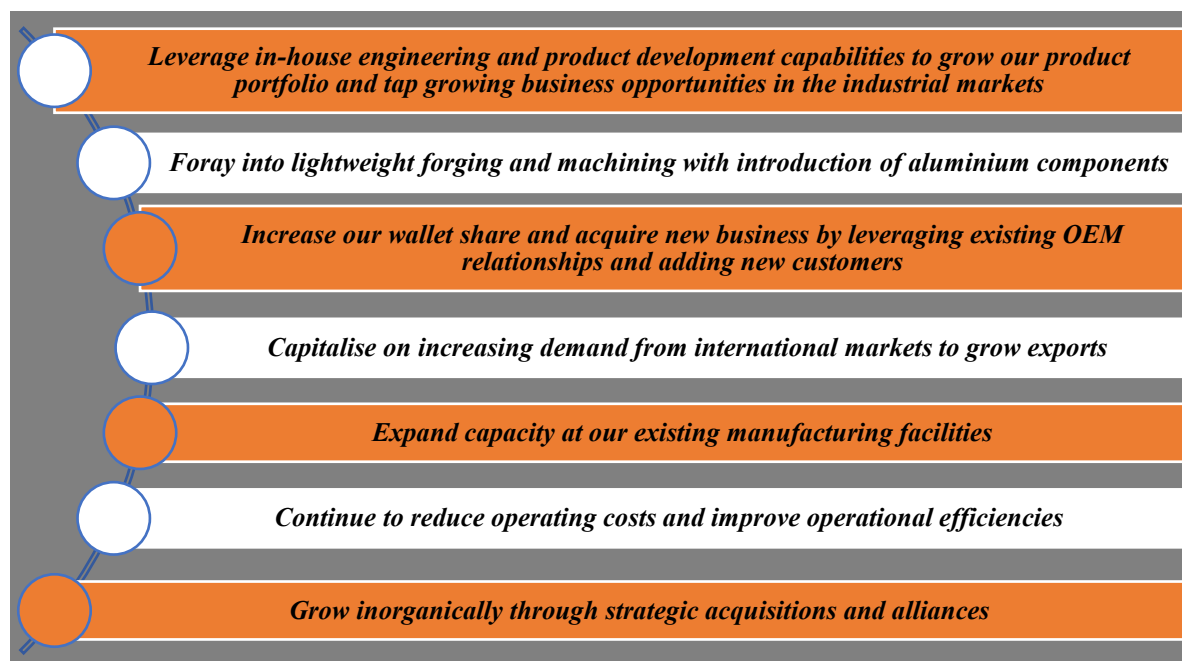 Leverage in-house engineering and product development capabilities to grow our product
portfolio and tap growing business opportunities in the industrial markets
Foray into lightweight forging and machining with introduction of aluminium components
Increase our wallet share and acquire new business by leveraging existing OEM
relationships and adding new customers
Capitalise on increasing demand from international markets to grow exports
Expand capacity at our existing manufacturing facilities
Continue to reduce operating costs and improve operational efficiencies
Grow inorganically through strategic acquisitions and alliances